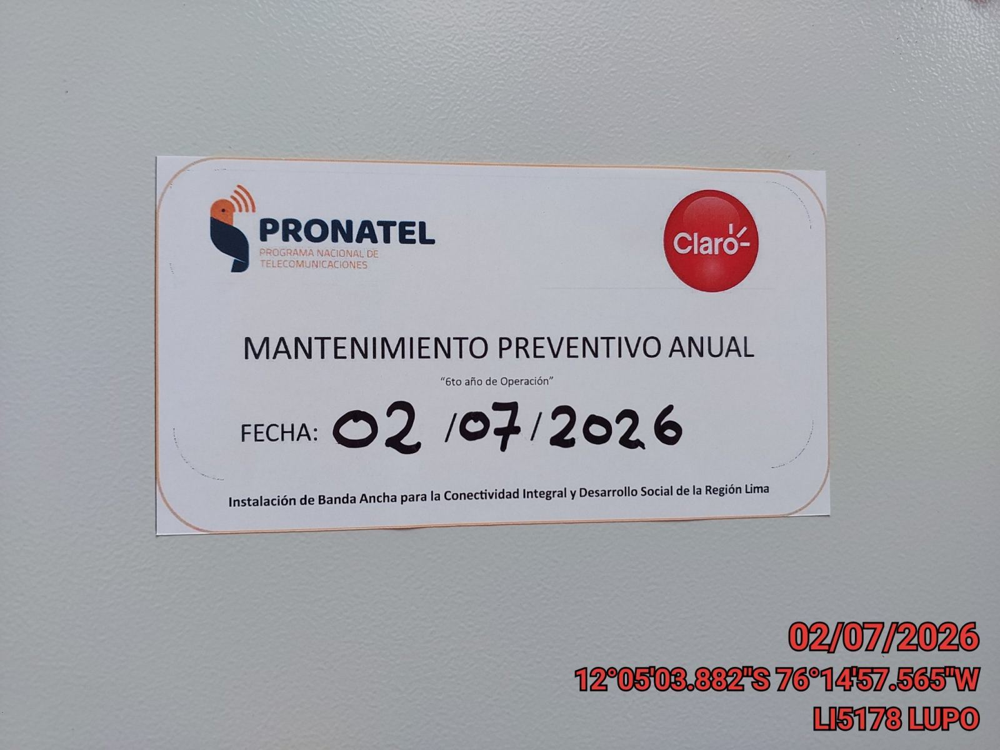 PRONATEL
PROGRAMA NACIONAL DE
TELECOMUNICACIONES
Claro
MANTENIMIENTO PREVENTIVO ANUAL
“6to año de Operación”
FECHA: 02/07/2026
Instalación de Banda Ancha para la Conectividad Integral y Desarrollo Social de la Región Lima
02/07/2026
12°05'03.882"S 76°14'57.565"W
LI5178 LUPO